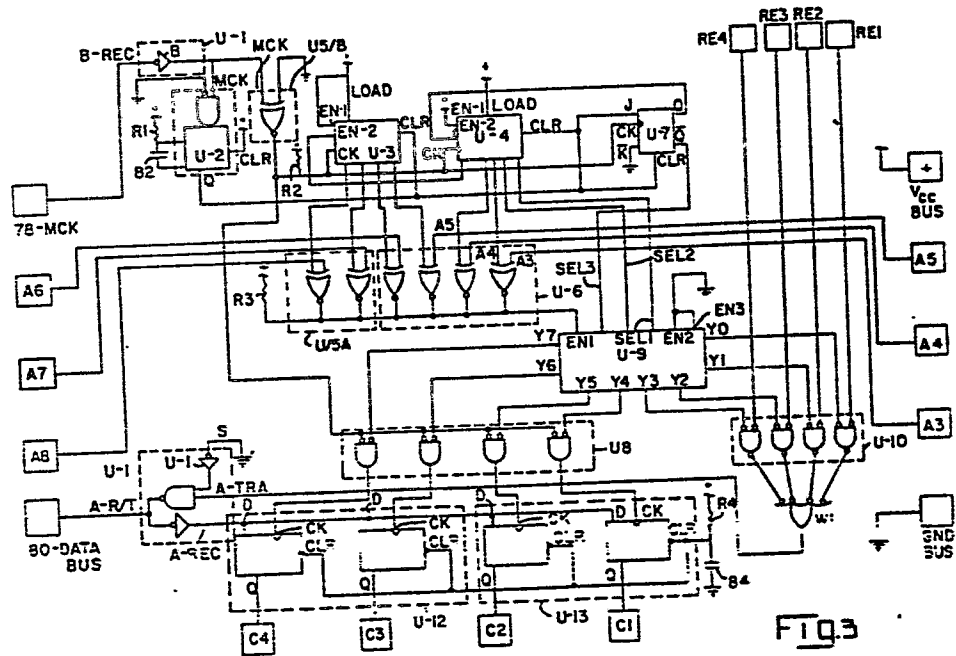 RE3 RE2
RE4 RE1
U-1
B-REC B MCK U5/B
MCK
LOAD
EN-1 EN-1 LOAD
R1 EN-2 CLR EN-2 CLR J Q
U-4 CK U-7
CK U-3 K Q
U-2 CLR CLR
B2 Q R2
78-MCK
+
VCC
BUS
A5
A4 A3 SEL2
A6 SEL3 A5
R3 U-6
U/5A EN3
Y7 EN1 SEL1 EN2 Y0
A7 U-9 A4
Y6 Y1
Y5 Y4 Y3 Y2
A8 A3
U8 U-10
U-1 S
U-1
A-TRA
A-R/T D D D CK R4 W1
80-DATA
BUS
A-REC CK CK
GND
BUS
Q Q Q Q B4
U-12 U-13
C4 C3 C2 C1
Fig.3